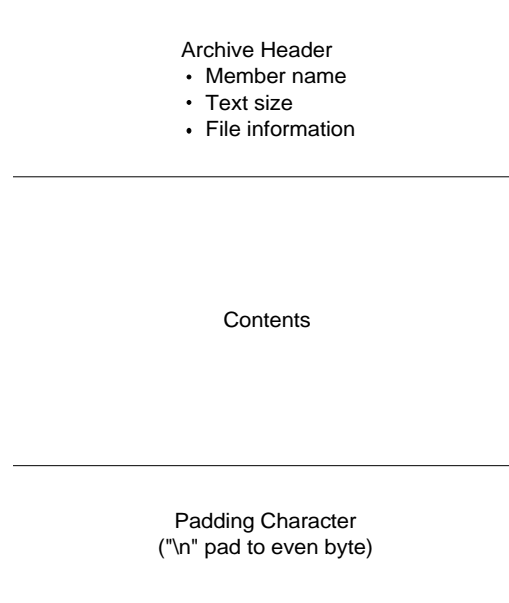 Archive Header
• Member name
• Text size
• File information
Contents
Padding Character
("\n" pad to even byte)